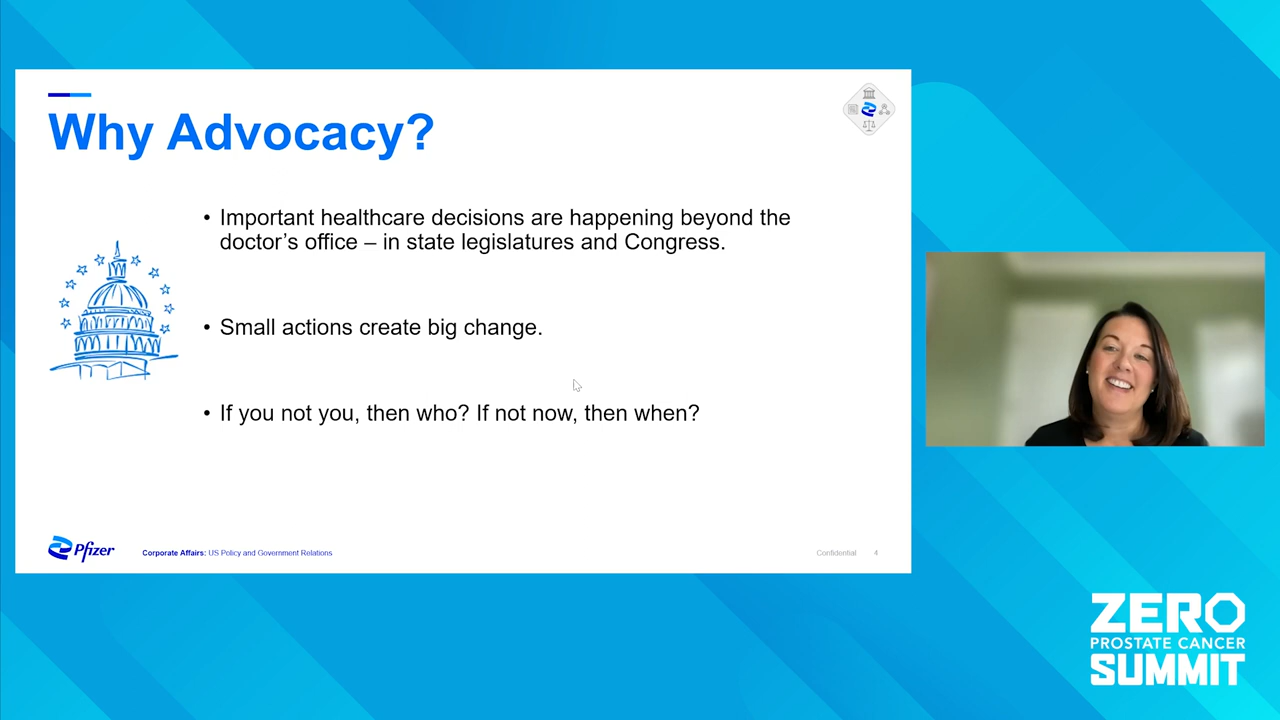 Why Advocacy?
• Important healthcare decisions are happening beyond the
doctor's office – in state legislatures and Congress.
• Small actions create big change.
• If you not you, then who? If not now, then when?
Pfizer
Corporate Affairs: US Policy and Government Relations
Confidential 4
ZERO
PROSTATE CANCER
SUMMIT